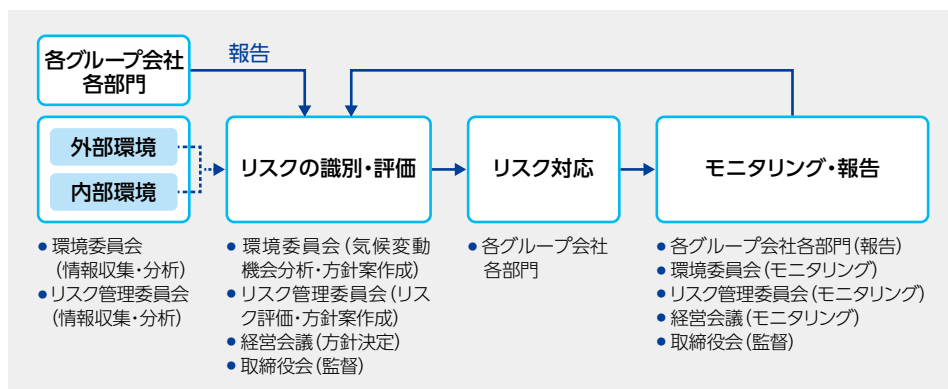 各グループ会社
各部門
報告
外部環境
内部環境
リスクの識別・評価
リスク対応
モニタリング・報告
●環境委員会
(情報収集・分析)
●リスク管理委員会
(情報収集・分析)
●環境委員会(気候変動
機会分析・方針案作成)
●リスク管理委員会(リス
ク評価・方針案作成)
●経営会議(方針決定)
●取締役会(監督)
●各グループ会社
各部門
●各グループ会社各部門(報告)
●環境委員会(モニタリング)
●リスク管理委員会(モニタリング)
●経営会議(モニタリング)
●取締役会(監督)